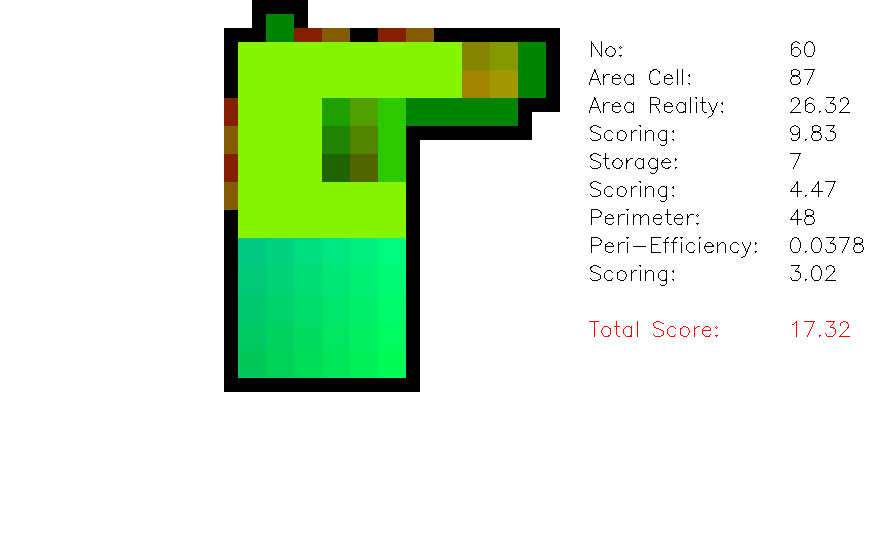 No: 60
Area Cell: 87
Area Reality: 26.32
Scoring: 9.83
Storage: 7
Scoring: 4.47
Perimeter: 48
Peri-Efficiency: 0.0378
Scoring: 3.02
Total Score: 17.32